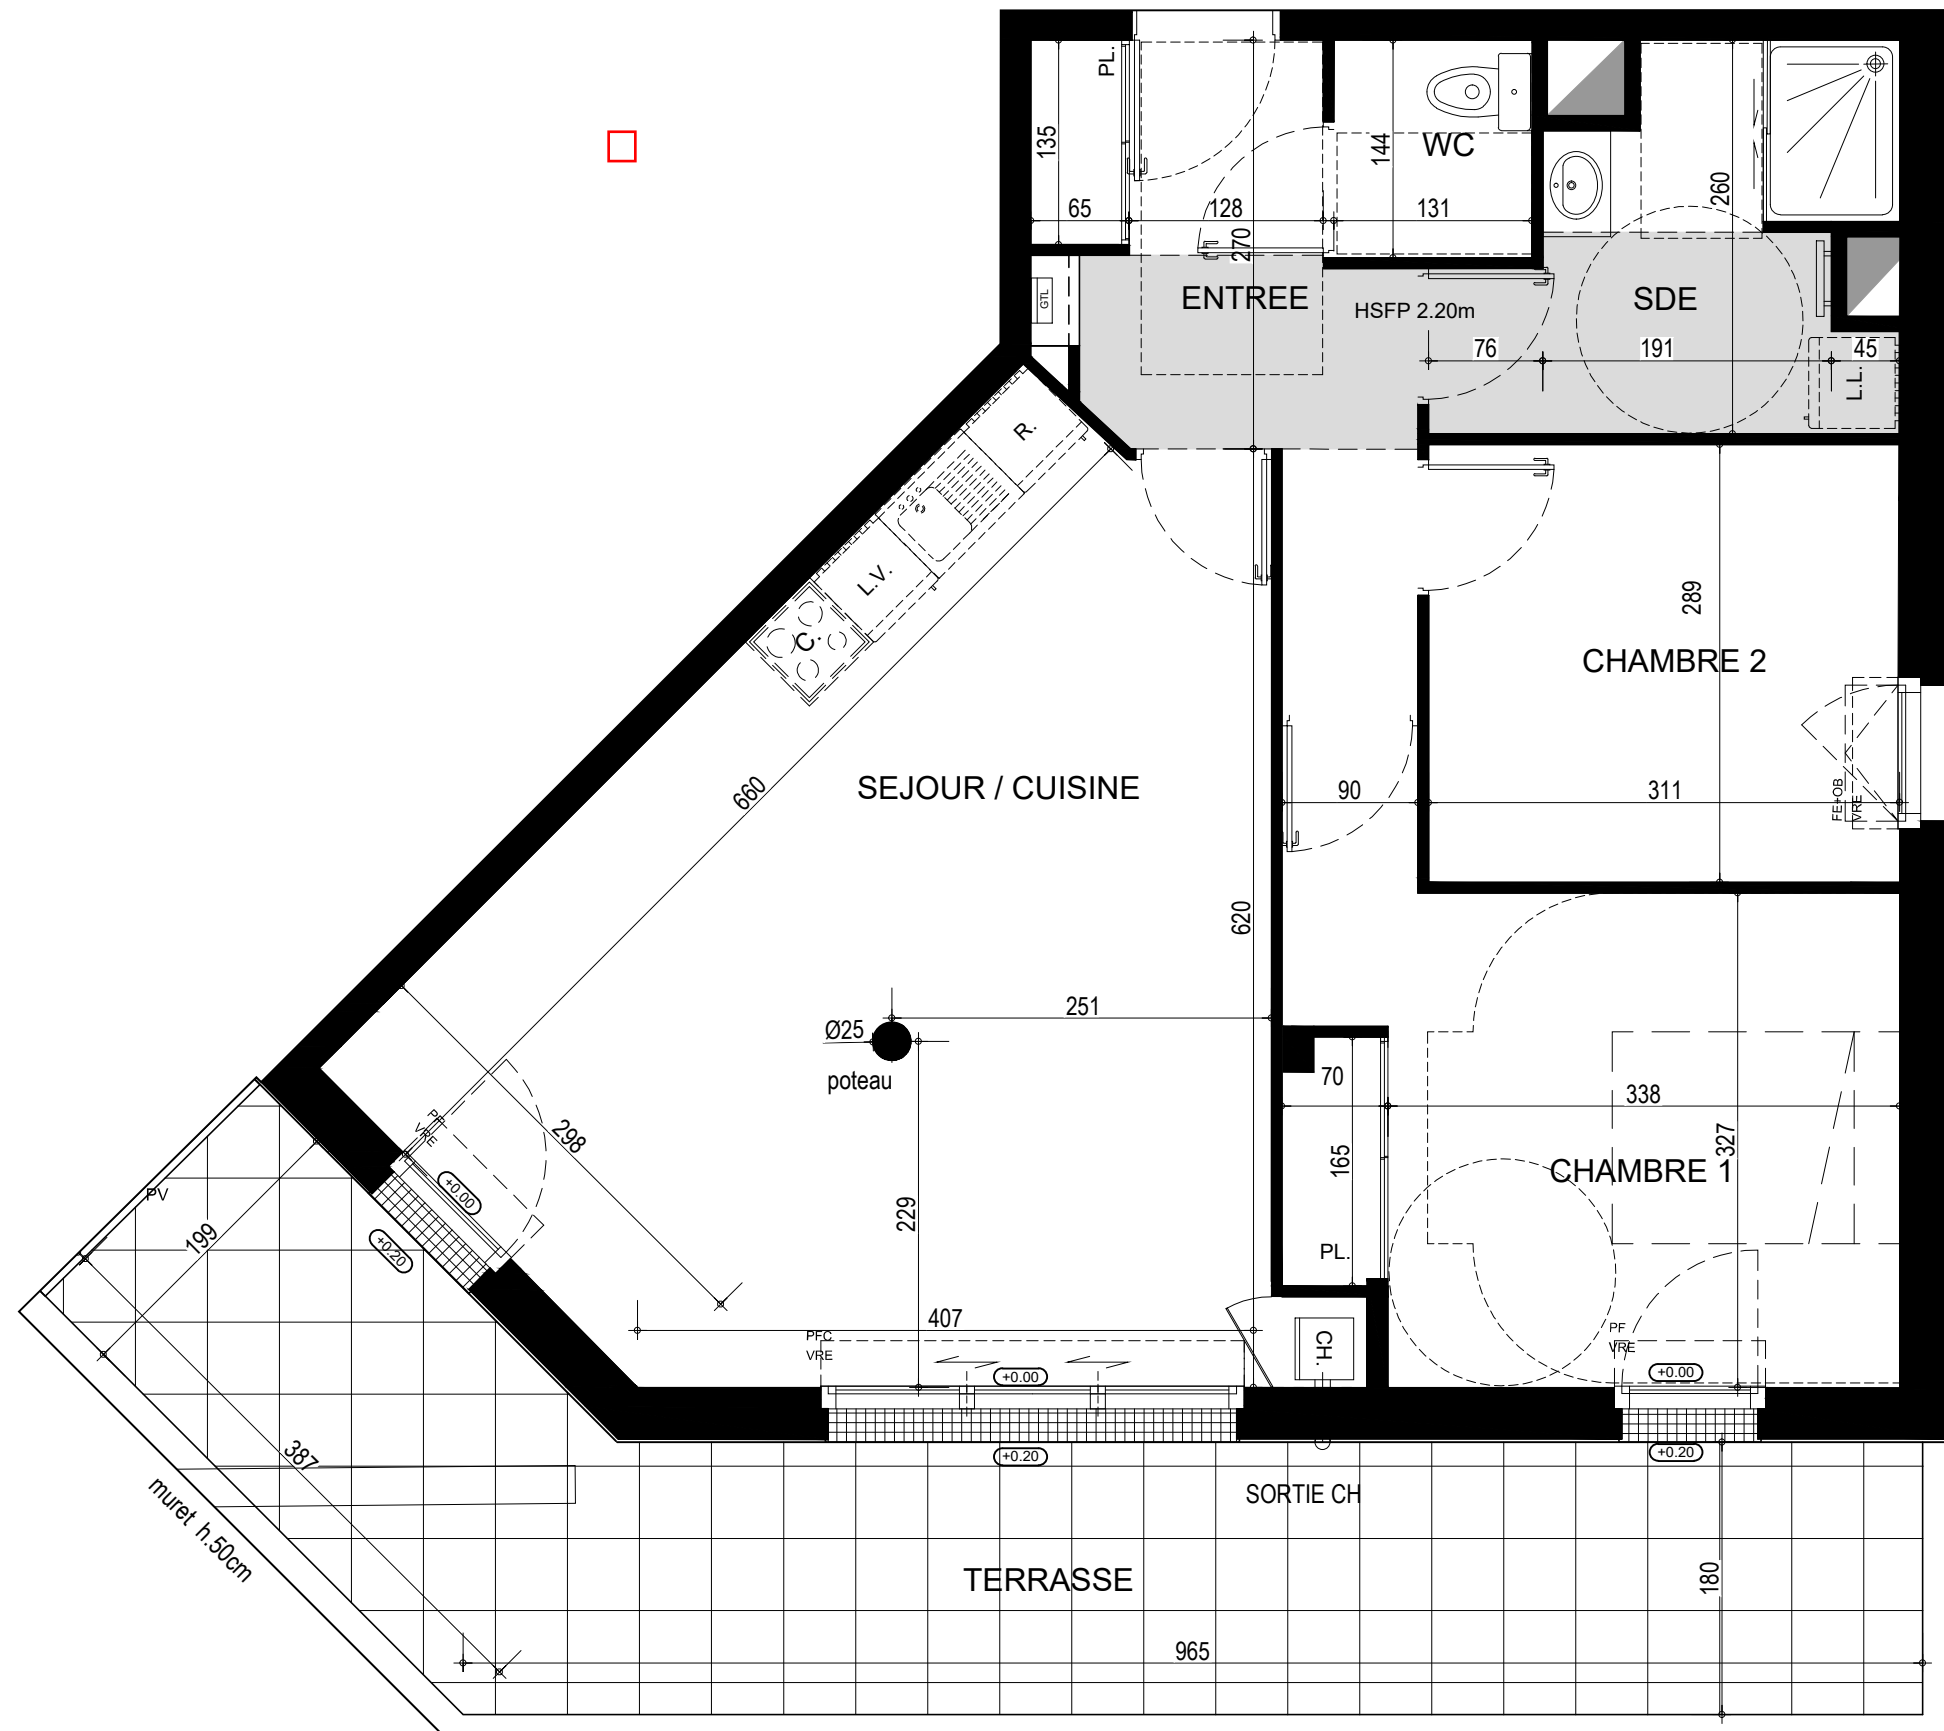 PL.
135
65
128
270
144
WC
131
260
GTL
ENTREE
HSFP 2.20m
SDE
76
191
45
L.L.
R.
L.V.
C.
289
CHAMBRE 2
660
SEJOUR / CUISINE
90
311
FE+OB
VRE
620
251
Ø25
poteau
70
338
327
165
CHAMBRE 1
PL.
PF
VRE
298
+0.00
+0.20
PV
199
229
407
PFC
VRE
+0.00
CH.
PF
VRE
+0.00
+0.20
+0.20
387
muret h.50cm
SORTIE CH
TERRASSE
180
965